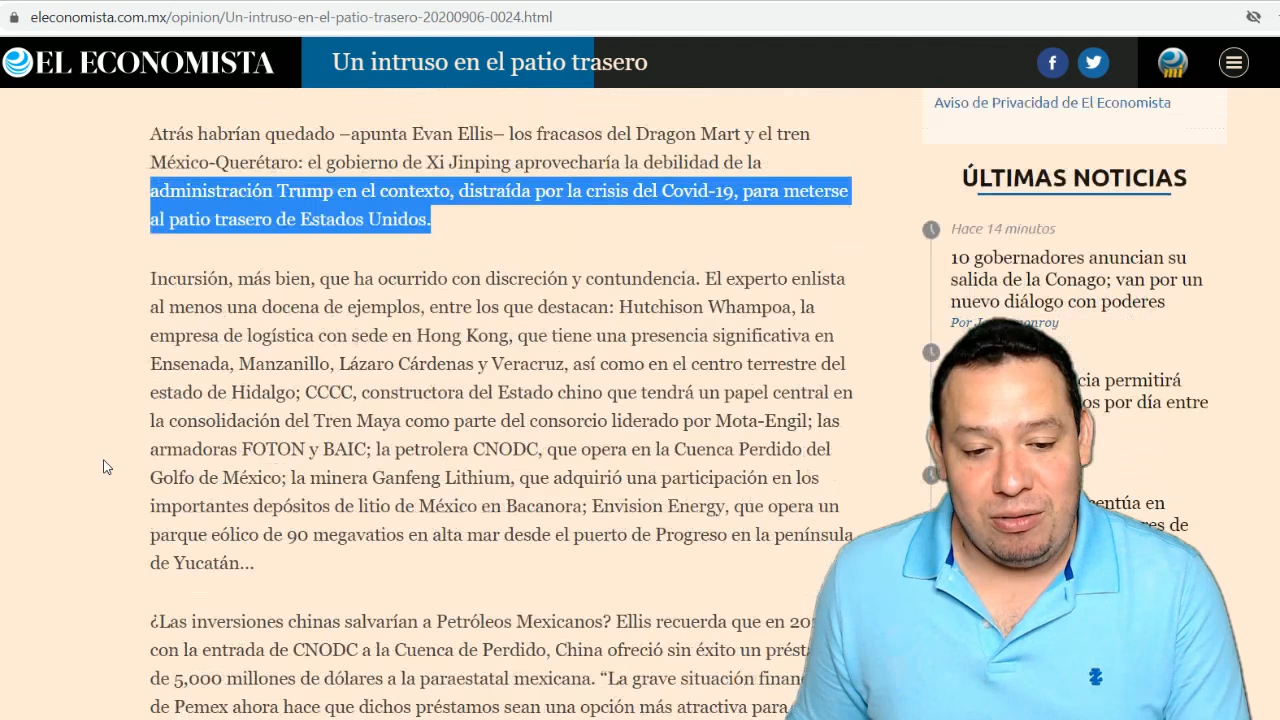 eleconomista.com.mx/opinion/Un-intruso-en-el-patio-trasero-20200906-0024.html
EL ECONOMISTA
Un intruso en el patio trasero
Atrás habrían quedado –apunta Evan Ellis– los fracasos del Dragon Mart y el tren
México-Querétaro: el gobierno de Xi Jinping aprovecharía la debilidad de la
administración Trump en el contexto, distraída por la crisis del Covid-19, para meterse
al patio trasero de Estados Unidos.
Incursión, más bien, que ha ocurrido con discreción y contundencia. El experto enlista
al menos una docena de ejemplos, entre los que destacan: Hutchison Whampoa, la
empresa de logística con sede en Hong Kong, que tiene una presencia significativa en
Ensenada, Manzanillo, Lázaro Cárdenas y Veracruz, así como en el centro terrestre del
estado de Hidalgo; CCCC, constructora del Estado chino que tendrá un papel central en
la consolidación del Tren Maya como parte del consorcio liderado por Mota-Engil; las
armadoras FOTON y BAIC; la petrolera CNODC, que opera en la Cuenca Perdido del
Golfo de México; la minera Ganfeng Lithium, que adquirió una participación en los
importantes depósitos de litio de México en Bacanora; Envision Energy, que opera un
parque eólico de 90 megavatios en alta mar desde el puerto de Progreso en la península
de Yucatán...
¿Las inversiones chinas salvarían a Petróleos Mexicanos? Ellis recuerda que en
con la entrada de CNODC a la Cuenca de Perdido, China ofreció sin éxito un
de 5,000 millones de dólares a la paraestatal mexicana. “La grave situación
de Pemex ahora hace que dichos préstamos sean una opción más atractiva para
Aviso de Privacidad de El Economista
ÚLTIMAS NOTICIAS
Hace 14 minutos
10 gobernadores anuncian su
salida de la Conago; van por un
nuevo diálogo con poderes
Por
permitirá
por día entre
en
de